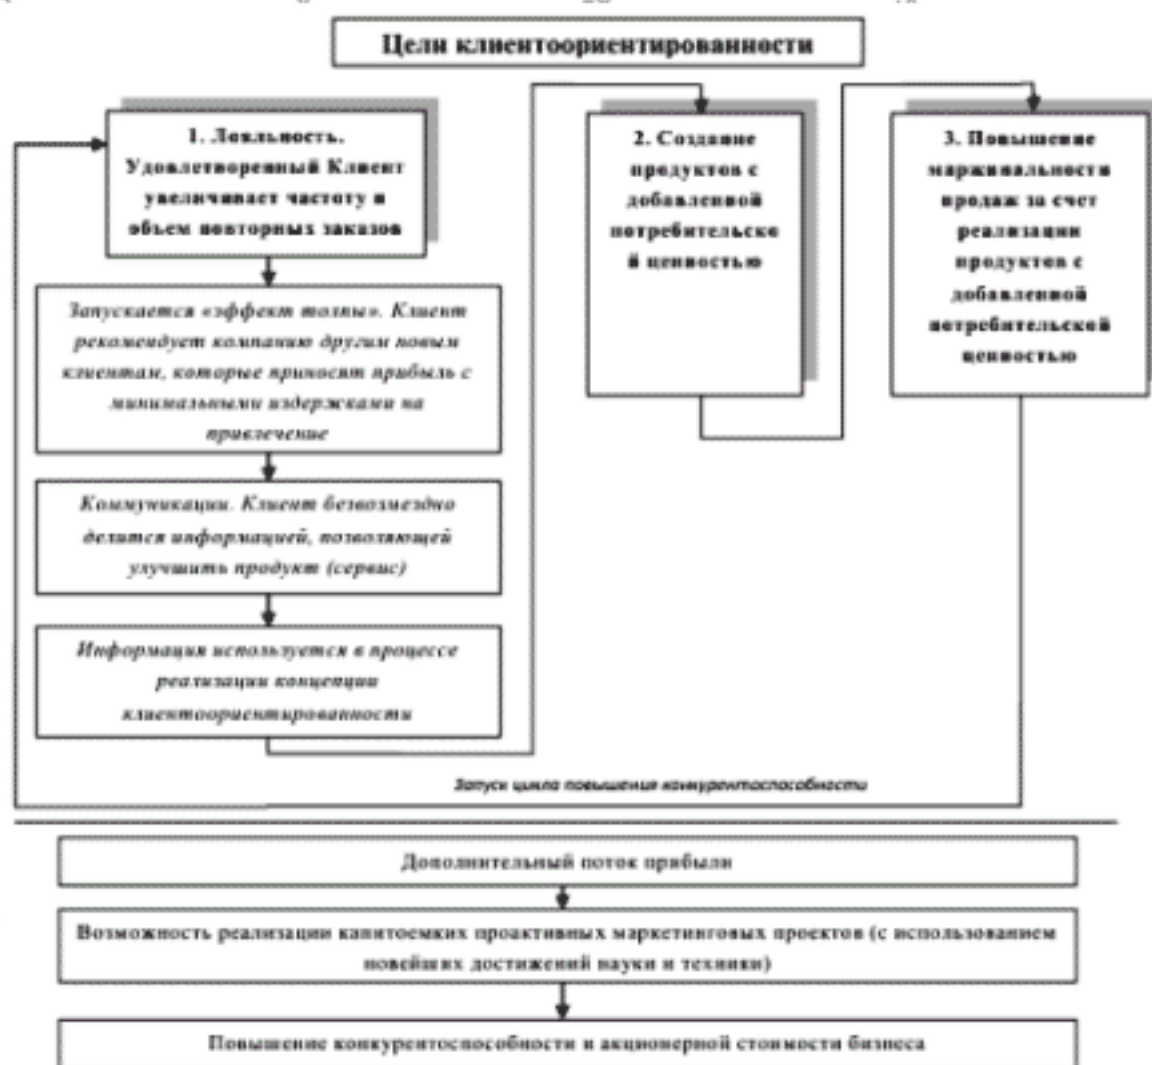 Цели клиентоориентированности
1. Лояльность.
Удовлетворенный Клиент
увеличивает частоту и
объем повторных заказов
Запускается «эффект толпы». Клиент
рекомендует компанию другим новым
клиентам, которые приносят прибыль с
минимальными издержками на
привлечение
Коммуникации. Клиент безвозмездно
делится информацией, позволяющей
улучшить продукт (сервис)
Информация используется в процессе
реализации концепции
клиентоориентированности
2. Создание
продуктов с
добавленной
потребительско
й ценностью
3. Повышение
маржинальности
продаж за счет
реализации
продуктов с
добавленной
потребительской
ценностью
Запуск цикла повышения конкурентоспособности
Дополнительный поток прибыли
Возможность реализации капитоемких проактивных маркетинговых проектов (с использованием
новейших достижений науки и техники)
Повышение конкурентоспособности и акционерной стоимости бизнеса